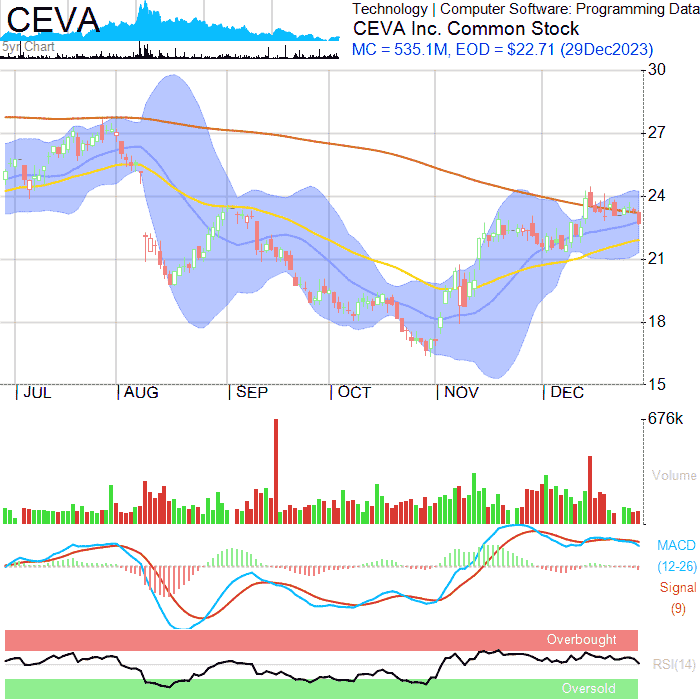 CEVA
Technology | Computer Software: Programming Data
CEVA Inc. Common Stock
5yr Chart
MC = 535.1M, EOD = $22.71 (29Dec2023)
30
27
24
21
18
15
JUL AUG SEP OCT NOV DEC
676k
Volume
MACD
(12-26)
Signal
(9)
Overbought
RSI(14)
Oversold